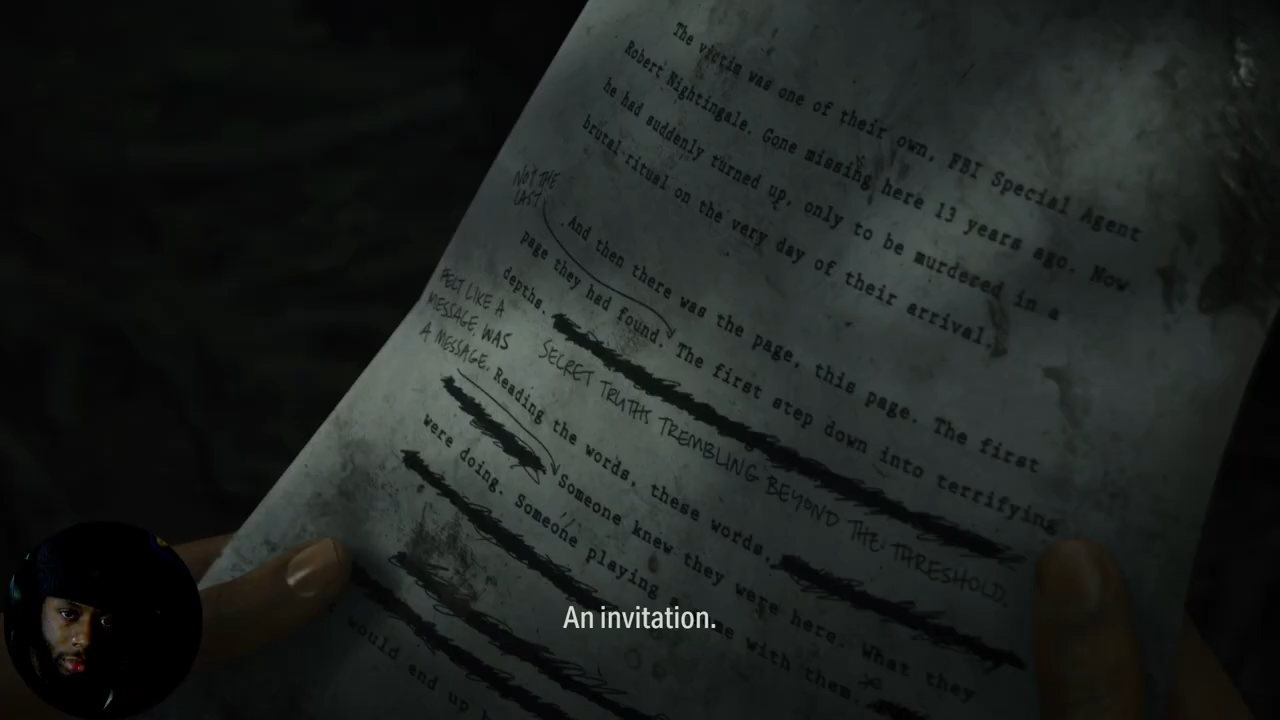 The victim was one of their own, FBI Special Agent
Robert Nightingale. Gone missing here 13 years ago. Now
he had suddenly turned up, only to be murdered in a
brutal ritual on the very day of their arrival.
NOT THE
LAST
. And then there was the page, this page. The first
page they had found. The first step down into terrifying
depths.
SECRET TRUTHS TREMBLING BEYOND THE THRESHOLD.
FELT LIKE A
MESSAGE. WAS
A MESSAGE.
Reading the words, these words,
Someone knew they were here. What they
were doing. Someone playing a me with them,
would end up
An invitation.